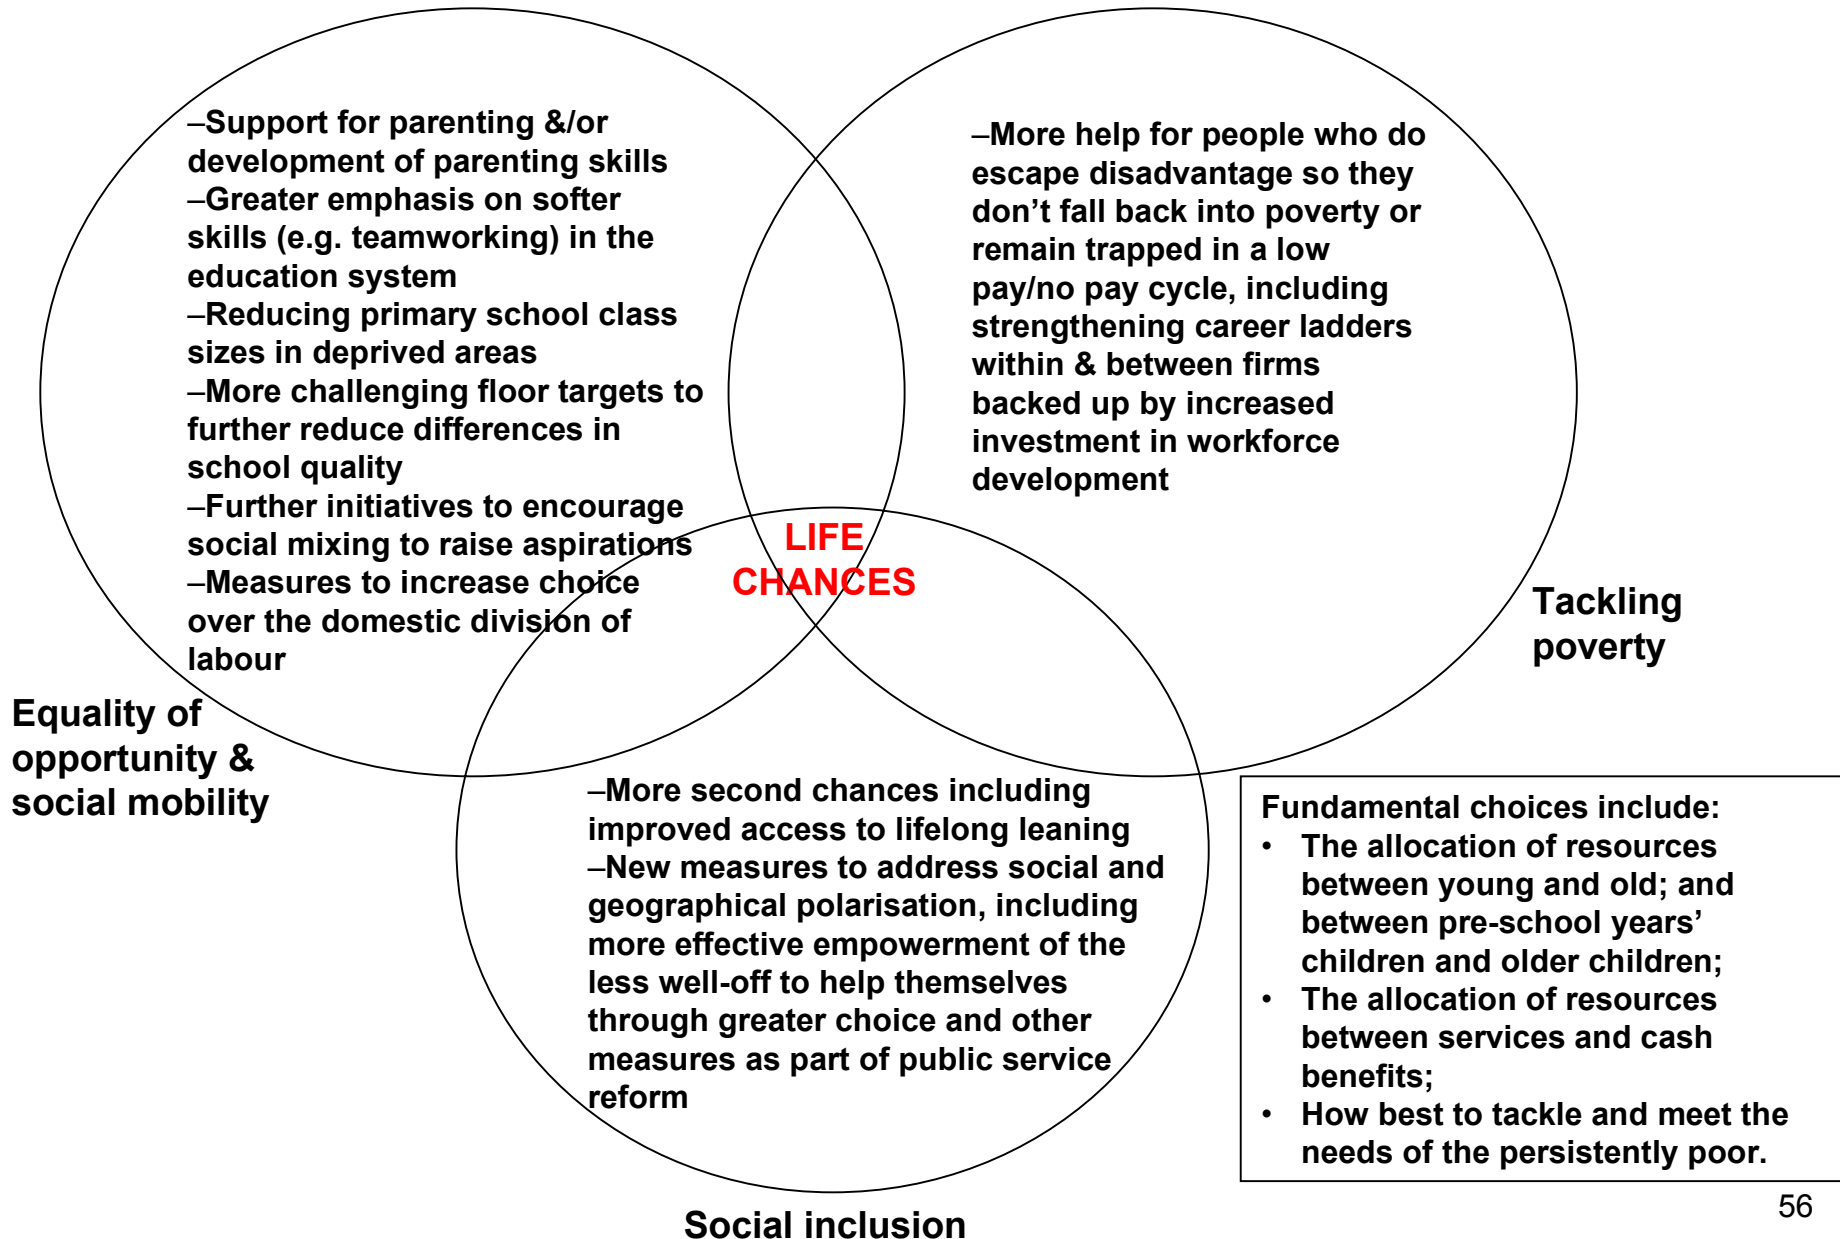 –Support for parenting &/or
development of parenting skills
–Greater emphasis on softer
skills (e.g. teamworking) in the
education system
–Reducing primary school class
sizes in deprived areas
–More challenging floor targets to
further reduce differences in
school quality
–Further initiatives to encourage
social mixing to raise aspirations
–Measures to increase choice
over the domestic division of
labour
–More help for people who do
escape disadvantage so they
don’t fall back into poverty or
remain trapped in a low
pay/no pay cycle, including
strengthening career ladders
within & between firms
backed up by increased
investment in workforce
development
LIFE
CHANCES
Tackling
poverty
Equality of
opportunity &
social mobility
–More second chances including
improved access to lifelong leaning
–New measures to address social and
geographical polarisation, including
more effective empowerment of the
less well-off to help themselves
through greater choice and other
measures as part of public service
reform
Social inclusion
Fundamental choices include:
• The allocation of resources
between young and old; and
between pre-school years’
children and older children;
• The allocation of resources
between services and cash
benefits;
• How best to tackle and meet the
needs of the persistently poor.
56